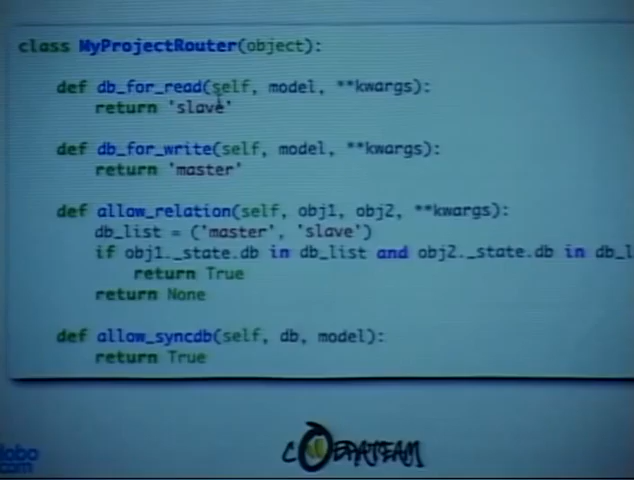 class MyProjectRouter(object):
def db_for_read(self, model, **kwargs):
return 'slave'
def db_for_write(self, model, **kwargs):
return 'master'
def allow_relation(self, obj1, obj2, **kwargs):
db_list = ('master', 'slave')
if obj1._state.db in db_list and obj2._state.db in db_l
return True
return None
def allow_syncdb(self, db, model):
return True
labo
com